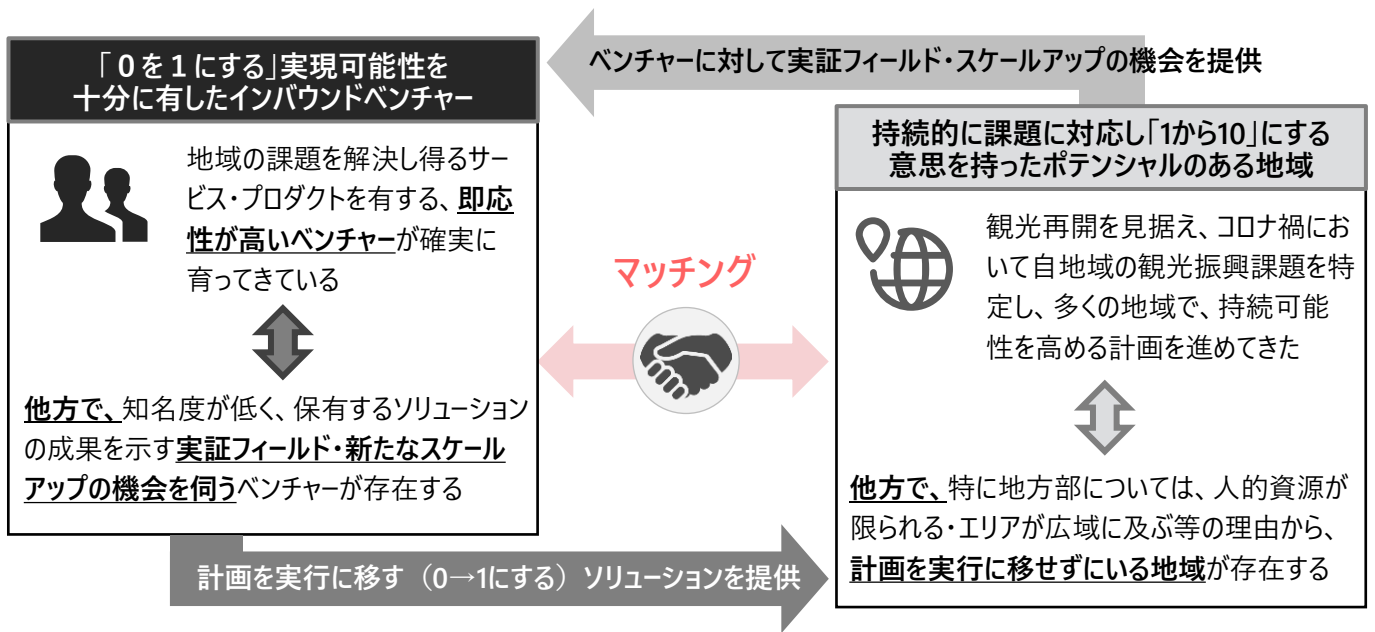 ベンチャーに対して実証フィールド・スケールアップの機会を提供
「０を１にする」実現可能性を
十分に有したインバウンドベンチャー
地域の課題を解決し得るサー
ビス・プロダクトを有する、即応
性が高いベンチャーが確実に
育ってきている
他方で、知名度が低く、保有するソリューション
の成果を示す実証フィールド・新たなスケール
アップの機会を伺うベンチャーが存在する
マッチング
持続的に課題に対応し「1から10」にする
意思を持ったポテンシャルのある地域
観光再開を見据え、コロナ禍にお
いて自地域の観光振興課題を特
定し、多くの地域で、持続可能
性を高める計画を進めてきた
他方で、特に地方部については、人的資源が
限られる・エリアが広域に及ぶ等の理由から、
計画を実行に移せずにいる地域が存在する
計画を実行に移す（0→1にする）ソリューションを提供